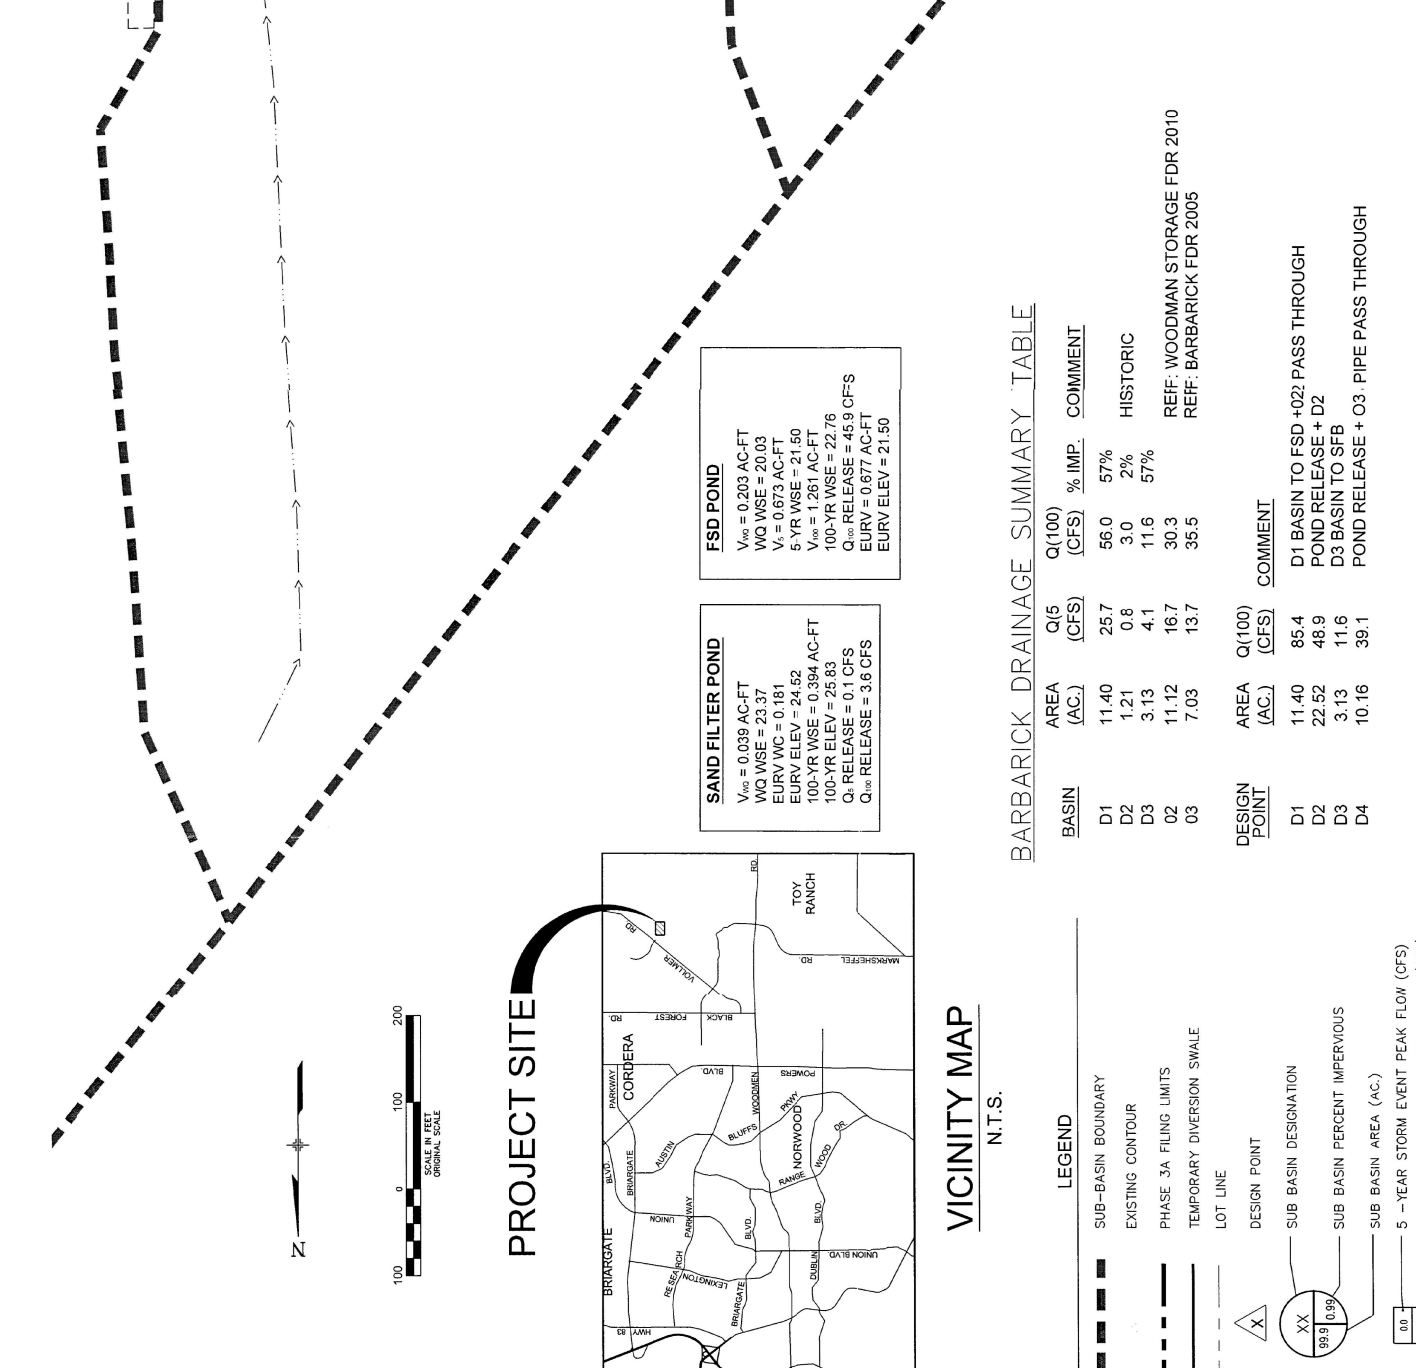 SAND FILTER POND
VWQ = 0.039 AC-FT
WQ WSE = 23.37
EURV WC = 0.181
EURV ELEV = 24.52
100-YR WSE = 0.394 AC-FT
100-YR ELEV = 25.83
Q5 RELEASE = 0.1 CFS
Q100 RELEASE = 3.6 CFS
FSD POND
VWQ = 0.203 AC-FT
WQ WSE = 20.03
V5 = 0.673 AC-FT
5-YR WSE = 21.50
V100 = 1.261 AC-FT
100-YR WSE = 22.76
Q100 RELEASE = 45.9 CFS
EURV = 0.677 AC-FT
EURV ELEV = 21.50
BARBARICK DRAINAGE SUMMARY TABLE
BASIN AREA (AC.) Q(5 (CFS) Q(100) (CFS) % IMP. COMMENT
D1 11.40 25.7 56.0 57%
D2 1.21 0.8 3.0 2% HISSTORIC
D3 3.13 4.1 11.6 57%
02 11.12 16.7 30.3 REFF: WOODMAN STORAGE FDR 2010
03 7.03 13.7 35.5 REFF: BARBARICK FDR 2005
DESIGN POINT AREA (AC.) Q(100) (CFS) COMMENT
D1 11.40 85.4 D1 BASIN TO FSD +022 PASS THROUGH
D2 22.52 48.9 POND RELEASE + D2
D3 3.13 11.6 D3 BASIN TO SFB
D4 10.16 39.1 POND RELEASE + O3. PIPE PASS THROUGH
N
100 0 100 200
SCALE IN FEET
ORIGINAL SCALE
PROJECT SITE
BRIARGATE
CORDERA
TOY
RANCH
NORWOOD
VOLLMER
RD
BLACK FOREST RD.
MARKSHEFFEL RD
RD.
WOODMEN
POWERS BLVD.
BRIARGATE PARKWAY
BLVD.
UNION
AUSTIN BLUFFS PKWY
RESEARCH PARKWAY
LEXINGTON
BRIARGATE BLVD.
RANGE WOOD DR
DUBLIN BLVD.
UNION BLVD.
HWY 83
VICINITY MAP
N.T.S.
LEGEND
SUB-BASIN BOUNDARY
EXISTING CONTOUR
PHASE 3A FILING LIMITS
TEMPORARY DIVERSION SWALE
LOT LINE
X DESIGN POINT
XX
99.9 0.99
SUB BASIN DESIGNATION
SUB BASIN PERCENT IMPERVIOUS
SUB BASIN AREA (AC.)
0.0 5 -YEAR STORM EVENT PEAK FLOW (CFS)